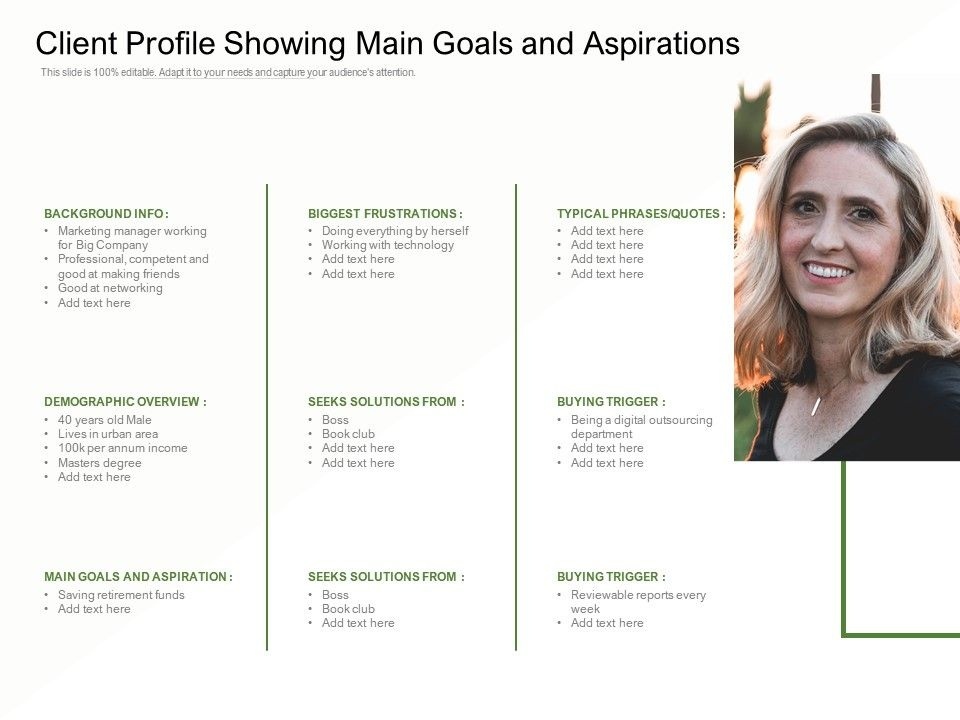 Client Profile Showing Main Goals and Aspirations
This slide is 100% editable. Adapt it to your needs and capture your audience's attention.
BACKGROUND INFO :
• Marketing manager working
for Big Company
• Professional, competent and
good at making friends
• Good at networking
• Add text here
BIGGEST FRUSTRATIONS :
• Doing everything by herself
• Working with technology
• Add text here
• Add text here
TYPICAL PHRASES/QUOTES :
• Add text here
• Add text here
• Add text here
• Add text here
DEMOGRAPHIC OVERVIEW :
• 40 years old Male
• Lives in urban area
• 100k per annum income
• Masters degree
• Add text here
SEEKS SOLUTIONS FROM :
• Boss
• Book club
• Add text here
• Add text here
BUYING TRIGGER :
• Being a digital outsourcing
department
• Add text here
• Add text here
MAIN GOALS AND ASPIRATION :
• Saving retirement funds
• Add text here
SEEKS SOLUTIONS FROM :
• Boss
• Book club
• Add text here
BUYING TRIGGER :
• Reviewable reports every
week
• Add text here